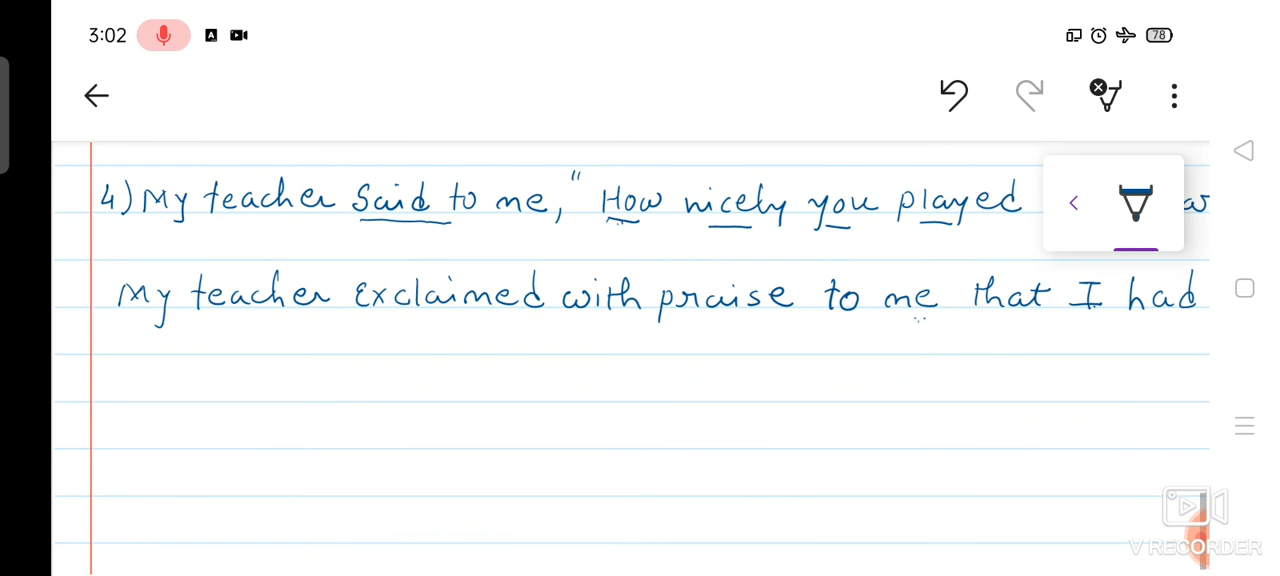 3:02 A 78
4) My teacher said to me, " How nicely you played
My teacher exclaimed with praise to me that I had
V RECORDER